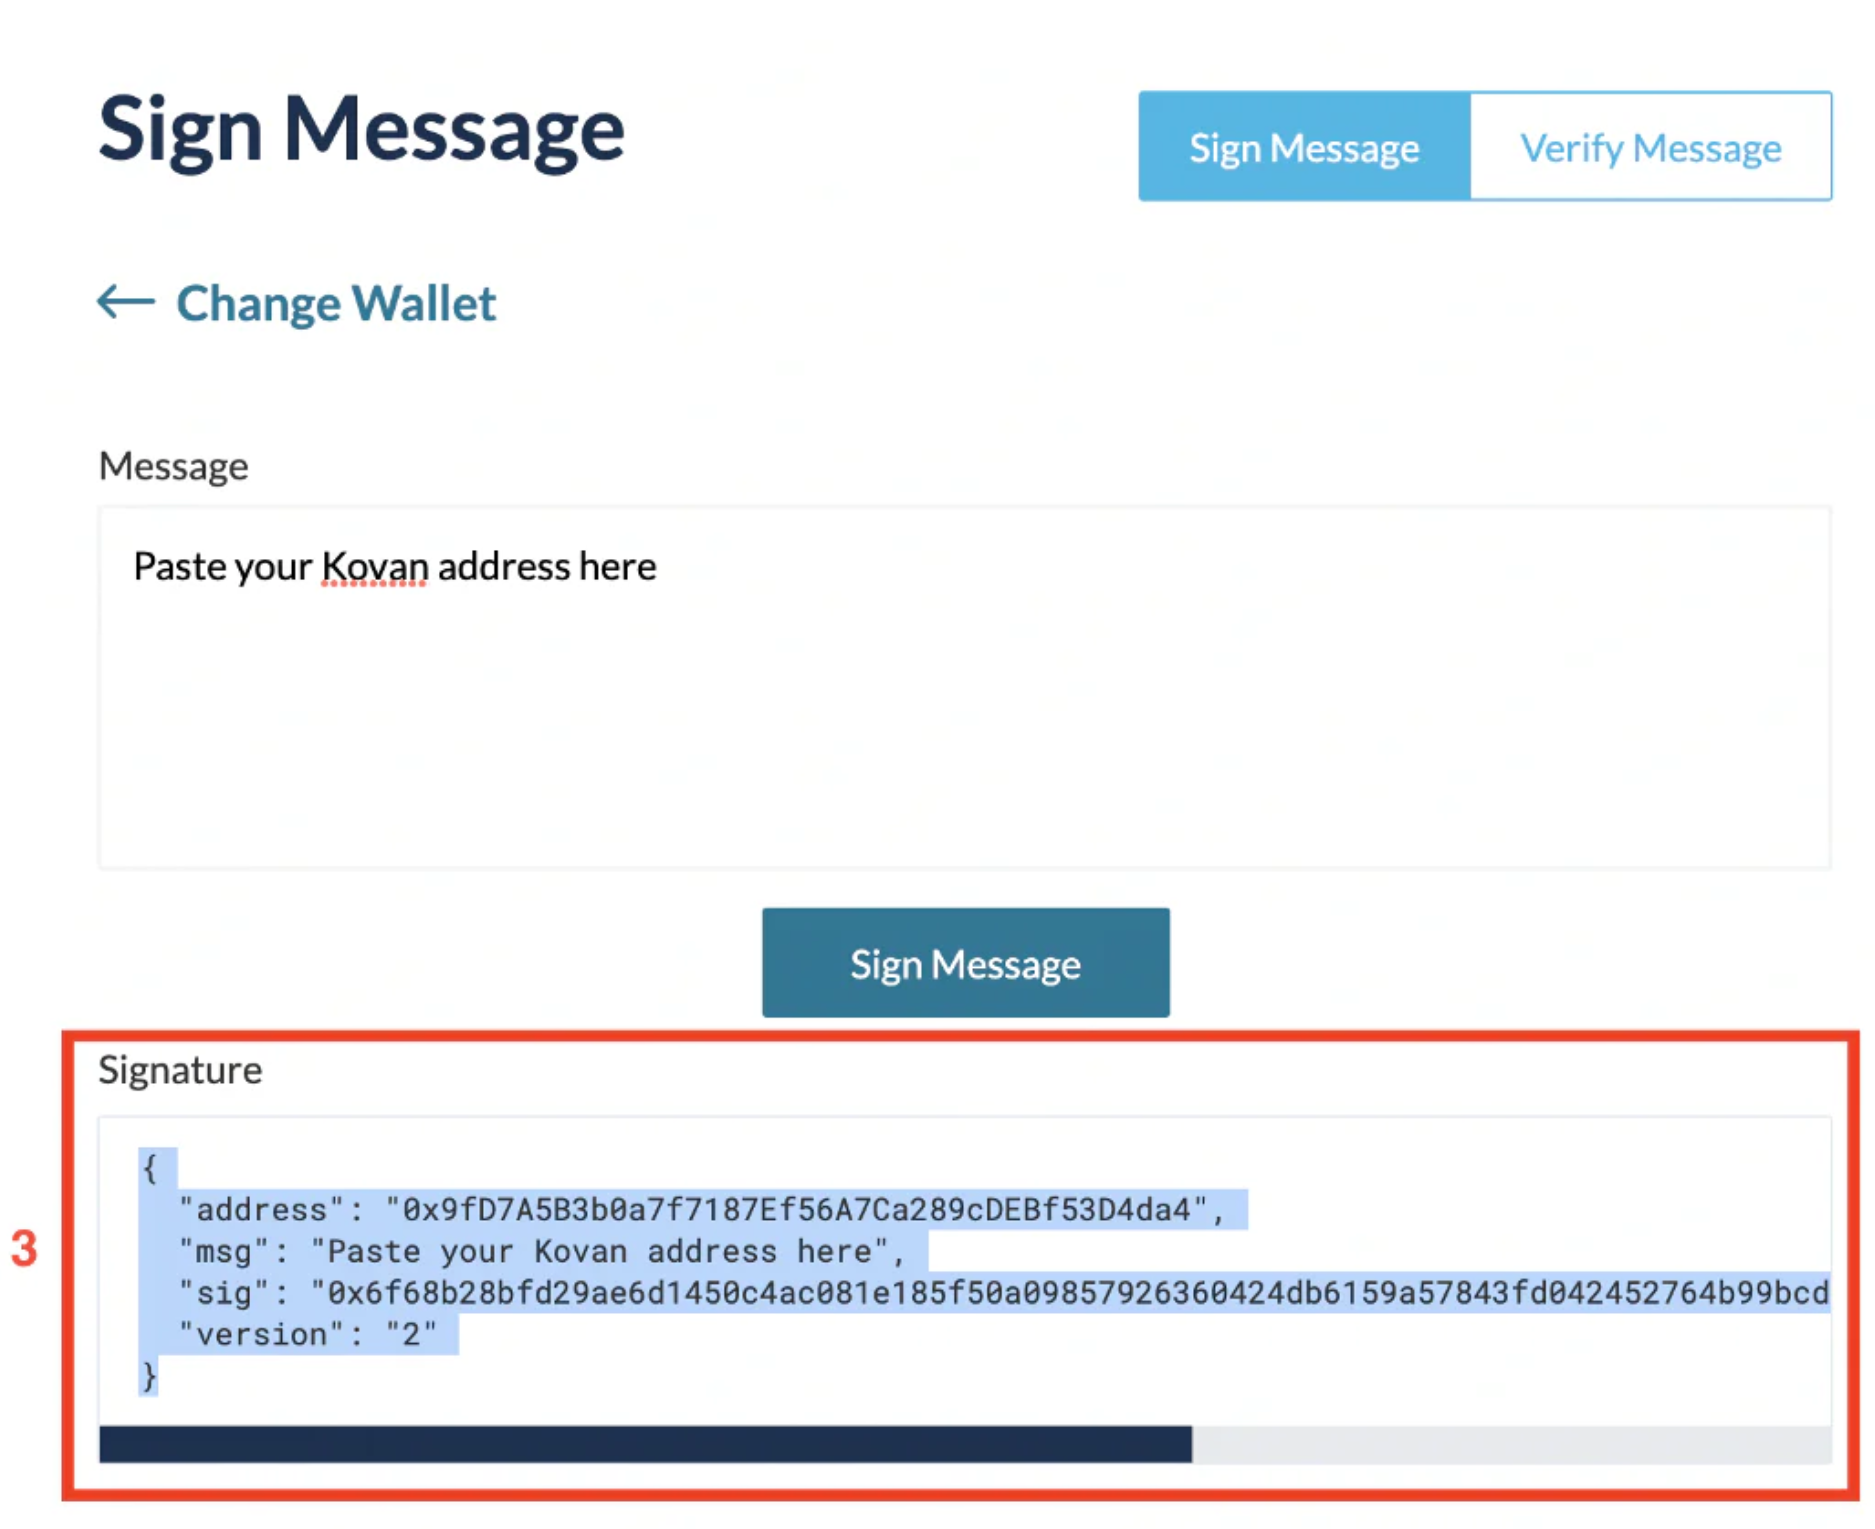 Sign Message
Sign Message
Verify Message
← Change Wallet
Message
Paste your Kovan address here
Sign Message
Signature
3
{
"address": "0x9fD7A5B3b0a7f7187Ef56A7Ca289cDEBf53D4da4",
"msg": "Paste your Kovan address here",
"sig": "0x6f68b28bfd29ae6d1450c4ac081e185f50a09857926360424db6159a57843fd042452764b99bcd
"version": "2"
}